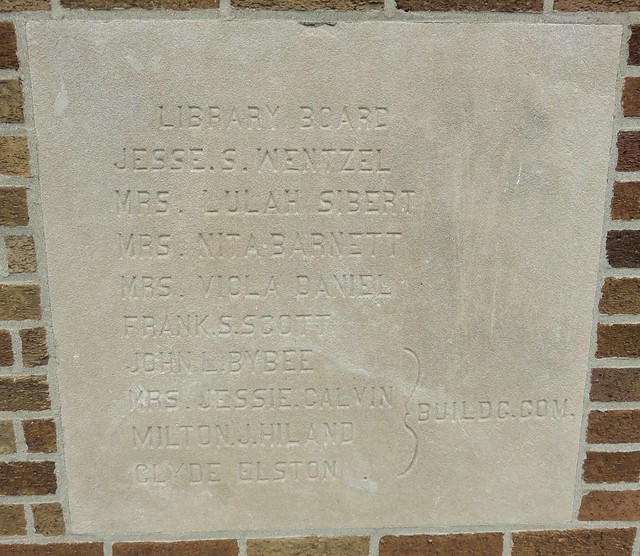 LIBRARY BOARD
JESSE.S.WENTZEL
MRS. LULAH SIBERT
MRS. NITA BARNETT
MRS. VIOLA DANIEL
FRANK.S.SCOTT
JOHN L.BYBEE
MRS. JESSIE.CALVIN
BUILDG.COM.
MILTON.J.HILAND
CLYDE ELSTON .